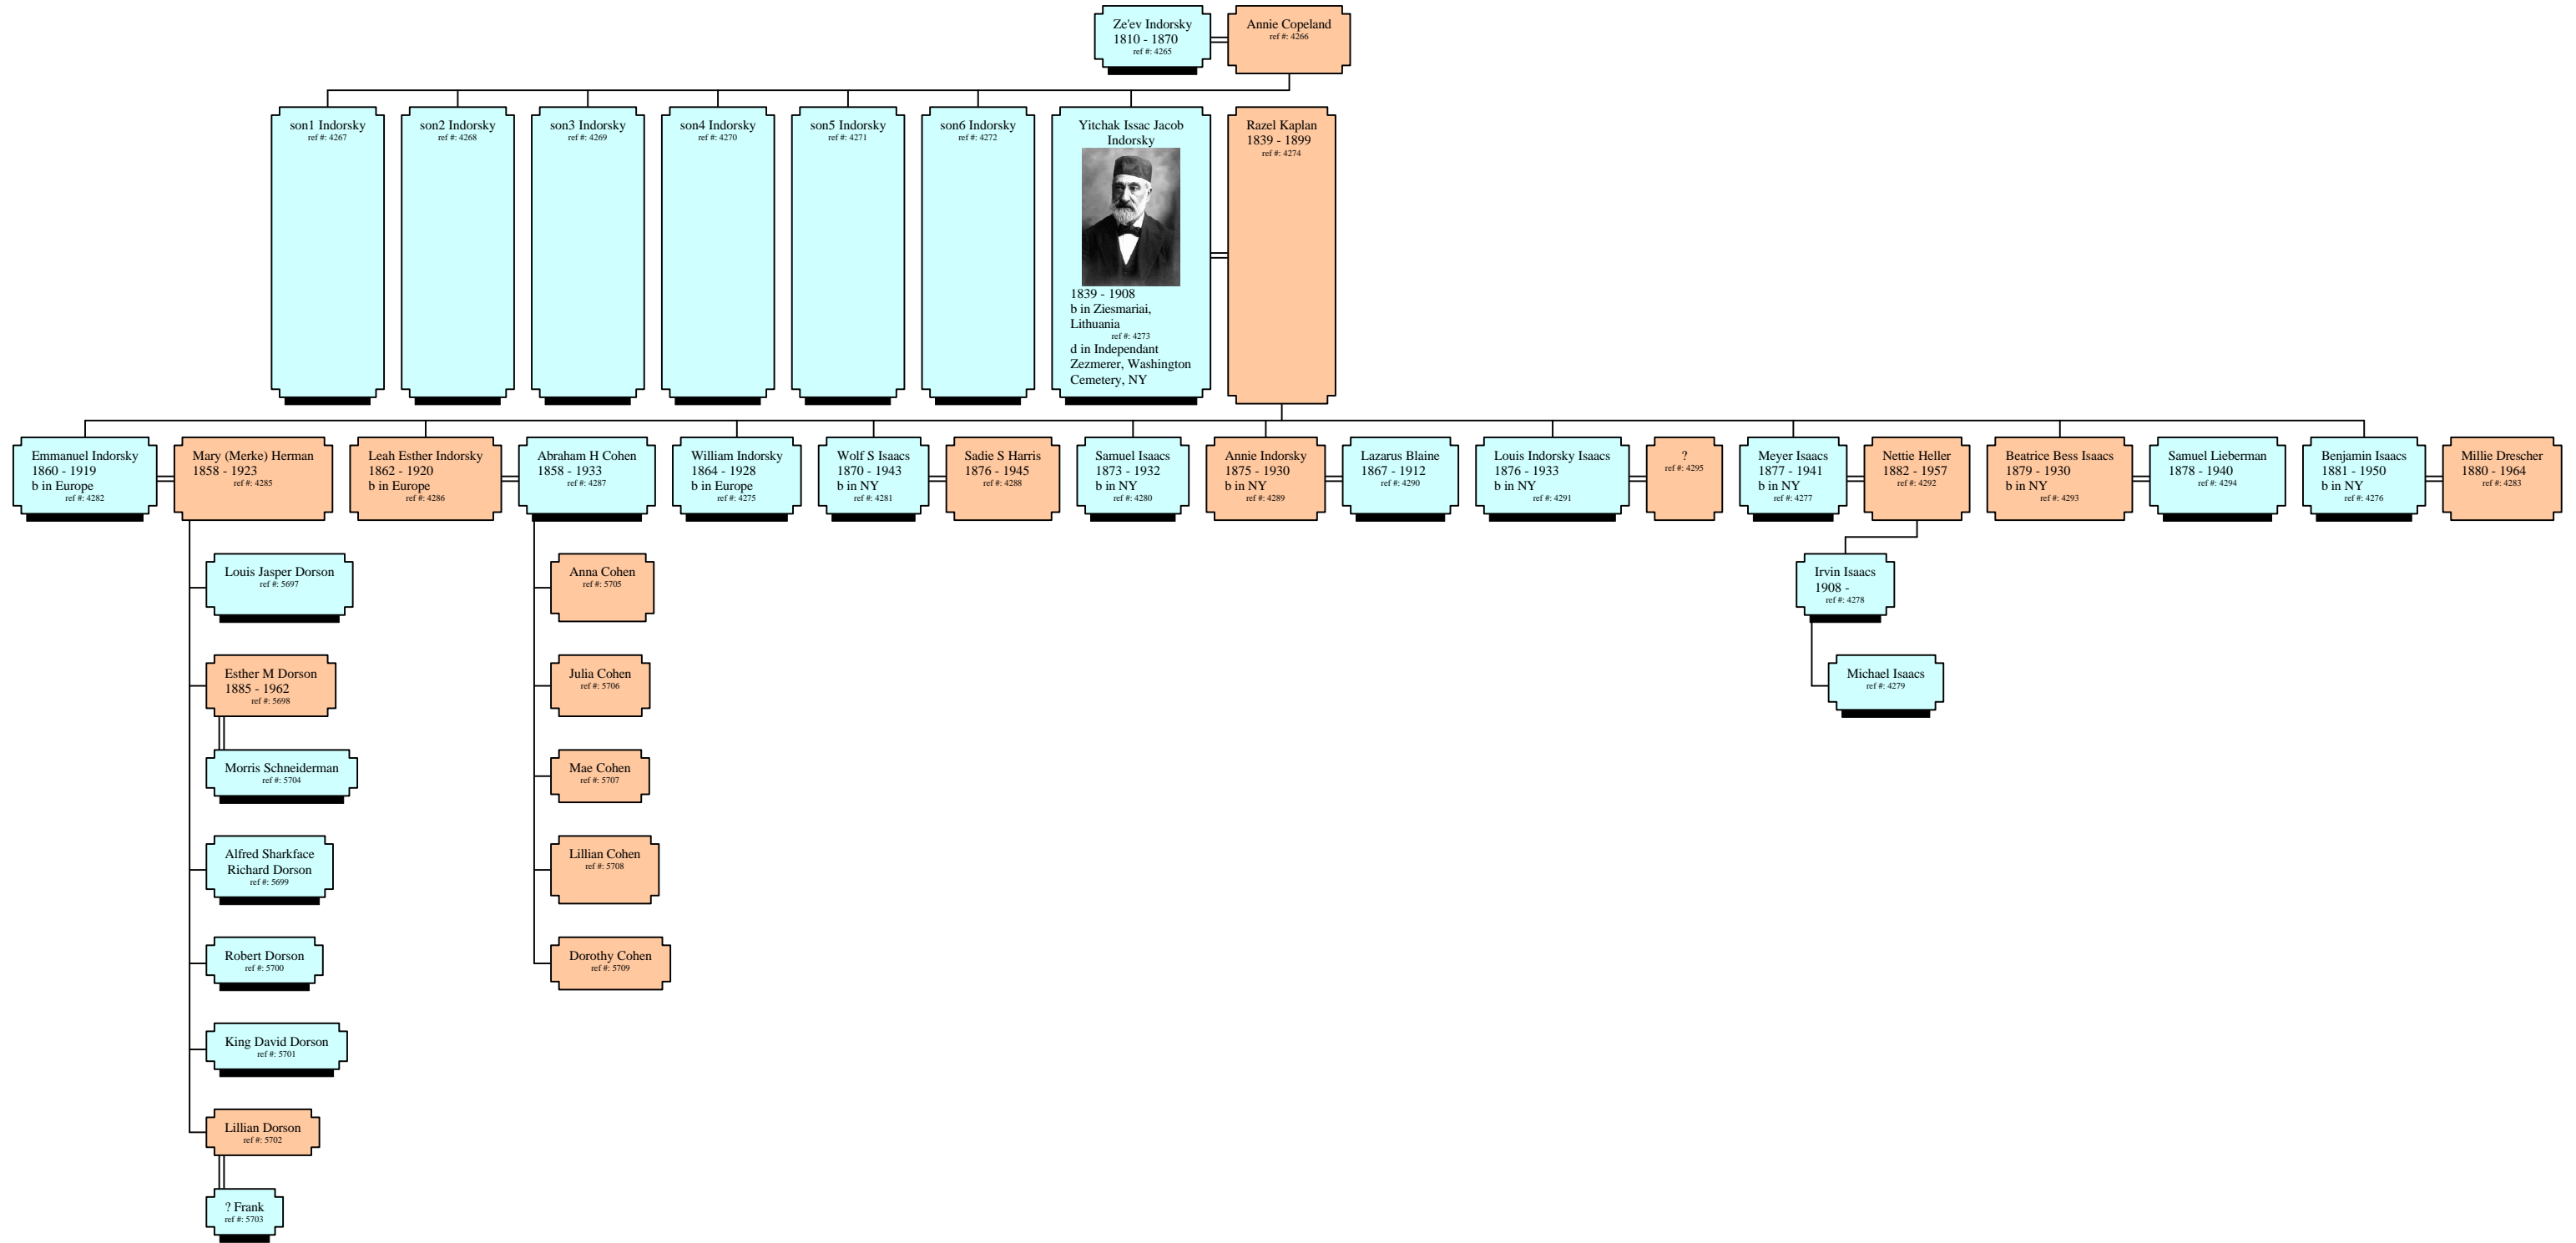 Ze'ev Indorsky
1810 - 1870
ref #: 4265
Annie Copeland
ref #: 4266
son1 Indorsky
ref #: 4267
son2 Indorsky
ref #: 4268
son3 Indorsky
ref #: 4269
son4 Indorsky
ref #: 4270
son5 Indorsky
ref #: 4271
son6 Indorsky
ref #: 4272
Yitchak Issac Jacob
Indorsky
1839 - 1908
b in Ziesmariai,
Lithuania
ref #: 4273
d in Independant
Zezmerer, Washington
Cemetery, NY
Razel Kaplan
1839 - 1899
ref #: 4274
Emmanuel Indorsky
1860 - 1919
b in Europe
ref #: 4282
Mary (Merke) Herman
1858 - 1923
ref #: 4285
Leah Esther Indorsky
1862 - 1920
b in Europe
ref #: 4286
Abraham H Cohen
1858 - 1933
ref #: 4287
William Indorsky
1864 - 1928
b in Europe
ref #: 4275
Wolf S Isaacs
1870 - 1943
b in NY
ref #: 4281
Sadie S Harris
1876 - 1945
ref #: 4288
Samuel Isaacs
1873 - 1932
b in NY
ref #: 4280
Annie Indorsky
1875 - 1930
b in NY
ref #: 4289
Lazarus Blaine
1867 - 1912
ref #: 4290
Louis Indorsky Isaacs
1876 - 1933
b in NY
ref #: 4291
?
ref #: 4295
Meyer Isaacs
1877 - 1941
b in NY
ref #: 4277
Nettie Heller
1882 - 1957
ref #: 4292
Beatrice Bess Isaacs
1879 - 1930
b in NY
ref #: 4293
Samuel Lieberman
1878 - 1940
ref #: 4294
Benjamin Isaacs
1881 - 1950
b in NY
ref #: 4276
Millie Drescher
1880 - 1964
ref #: 4283
Louis Jasper Dorson
ref #: 5697
Esther M Dorson
1885 - 1962
ref #: 5698
Morris Schneiderman
ref #: 5704
Alfred Sharkface
Richard Dorson
ref #: 5699
Robert Dorson
ref #: 5700
King David Dorson
ref #: 5701
Lillian Dorson
ref #: 5702
? Frank
ref #: 5703
Anna Cohen
ref #: 5705
Julia Cohen
ref #: 5706
Mae Cohen
ref #: 5707
Lillian Cohen
ref #: 5708
Dorothy Cohen
ref #: 5709
Irvin Isaacs
1908 -
ref #: 4278
Michael Isaacs
ref #: 4279